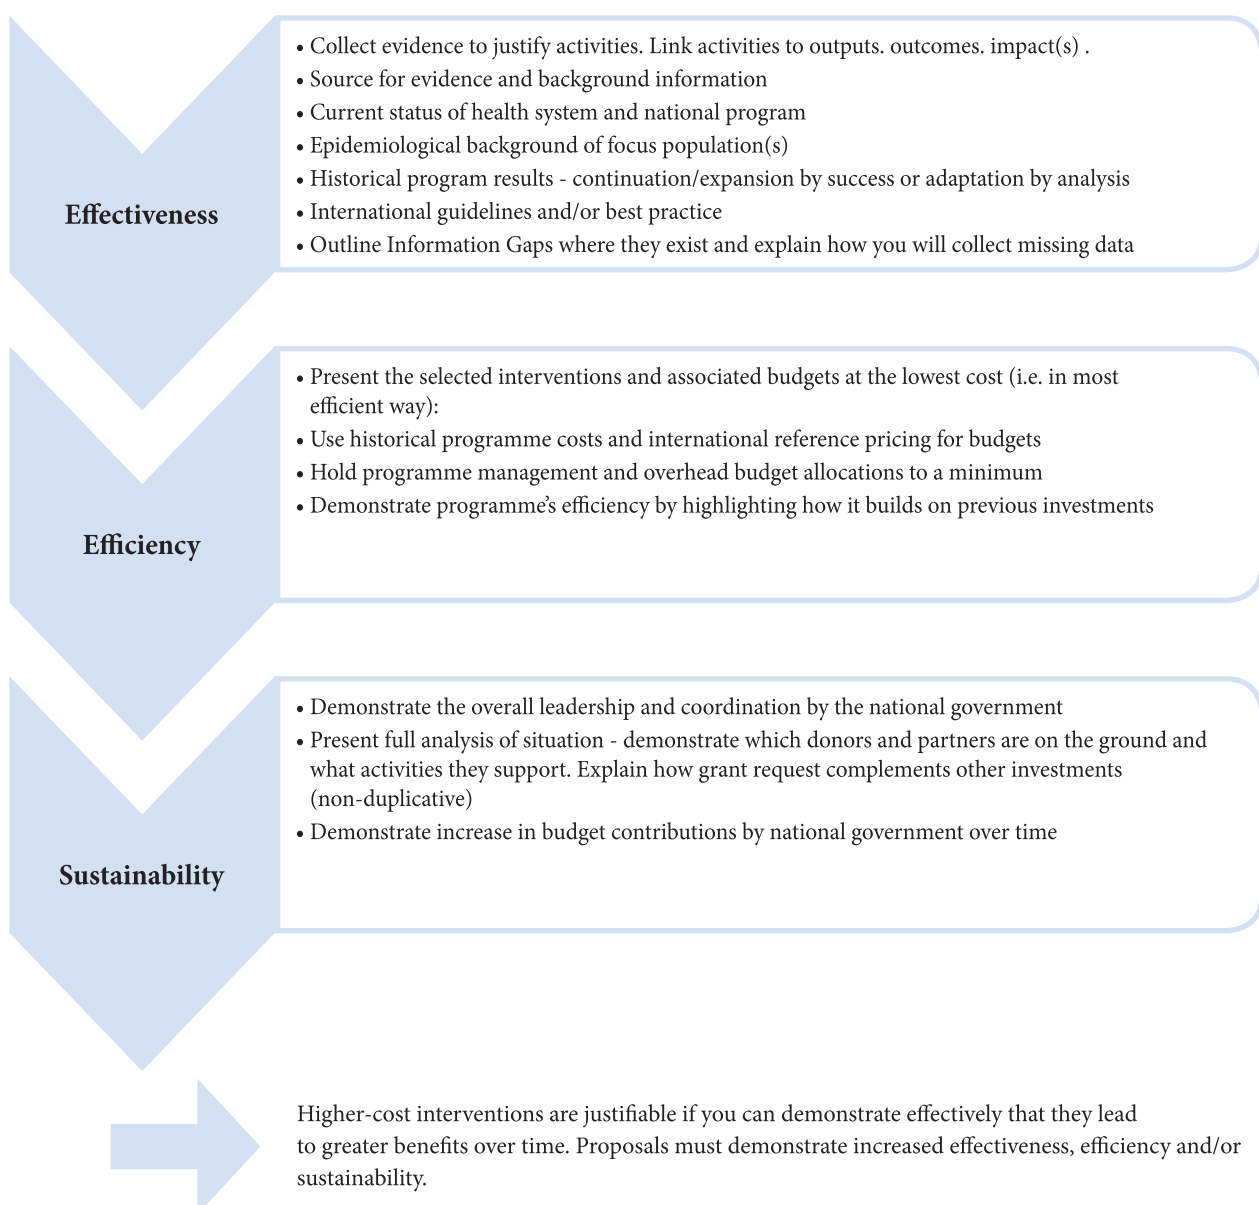 • Collect evidence to justify activities. Link activities to outputs. outcomes. impact(s) .
• Source for evidence and background information
• Current status of health system and national program
• Epidemiological background of focus population(s)
• Historical program results - continuation/expansion by success or adaptation by analysis
Effectiveness
• International guidelines and/or best practice
• Outline Information Gaps where they exist and explain how you will collect missing data
• Present the selected interventions and associated budgets at the lowest cost (i.e. in most
efficient way):
• Use historical programme costs and international reference pricing for budgets
• Hold programme management and overhead budget allocations to a minimum
• Demonstrate programme’s efficiency by highlighting how it builds on previous investments
Efficiency
• Demonstrate the overall leadership and coordination by the national government
• Present full analysis of situation - demonstrate which donors and partners are on the ground and
what activities they support. Explain how grant request complements other investments
(non-duplicative)
• Demonstrate increase in budget contributions by national government over time
Sustainability
Higher-cost interventions are justifiable if you can demonstrate effectively that they lead
to greater benefits over time. Proposals must demonstrate increased effectiveness, efficiency and/or
sustainability.